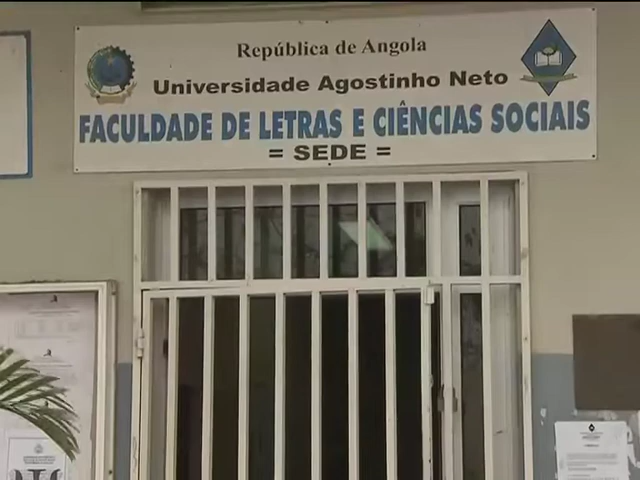 República de Angola
Universidade Agostinho Neto
FACULDADE DE LETRAS E CIÊNCIAS SOCIAIS
= SEDE =